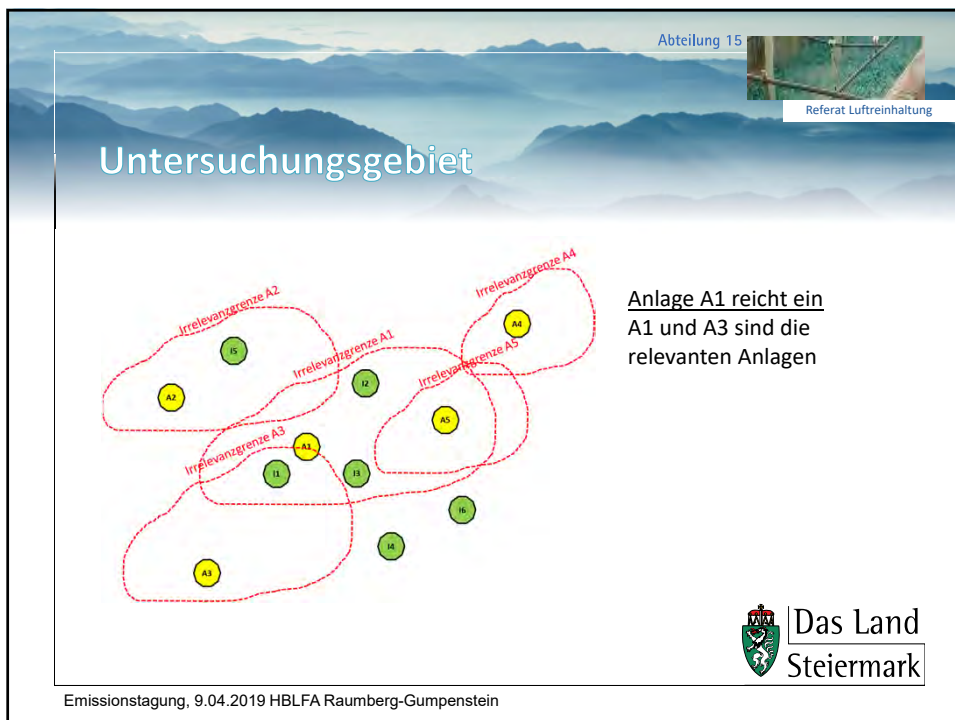 Abteilung 15
Referat Luftreinhaltung
Untersuchungsgebiet
Irrelevanzgrenze A4
Irrelevanzgrenze A2
A4
Irrelevanzgrenze A1
I5
Irrelevanzgrenze A5
I2
A2
A5
Irrelevanzgrenze A3
A1
I1
I3
I6
I4
A3
Anlage A1 reicht ein
A1 und A3 sind die
relevanten Anlagen
Das Land
Steiermark
Emissionstagung, 9.04.2019 HBLFA Raumberg-Gumpenstein